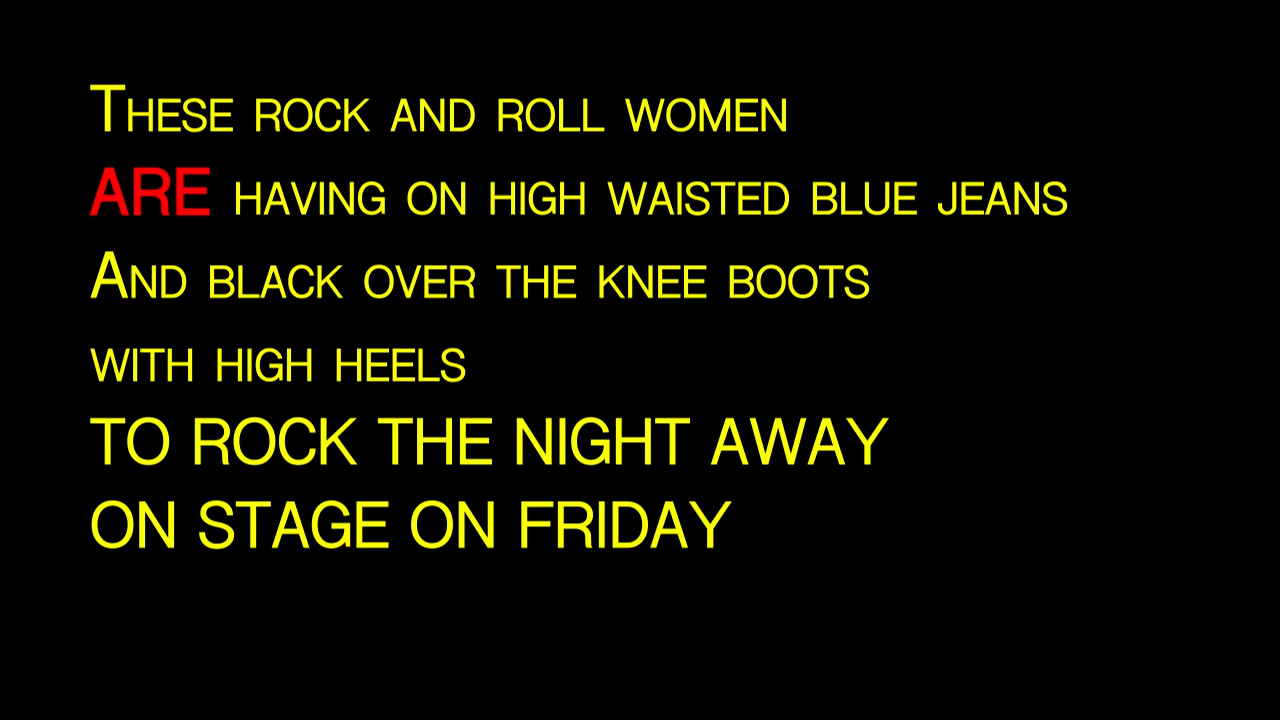 These rock and roll women
ARE having on high waisted blue jeans
And black over the knee boots
with high heels
TO ROCK THE NIGHT AWAY
ON STAGE ON FRIDAY